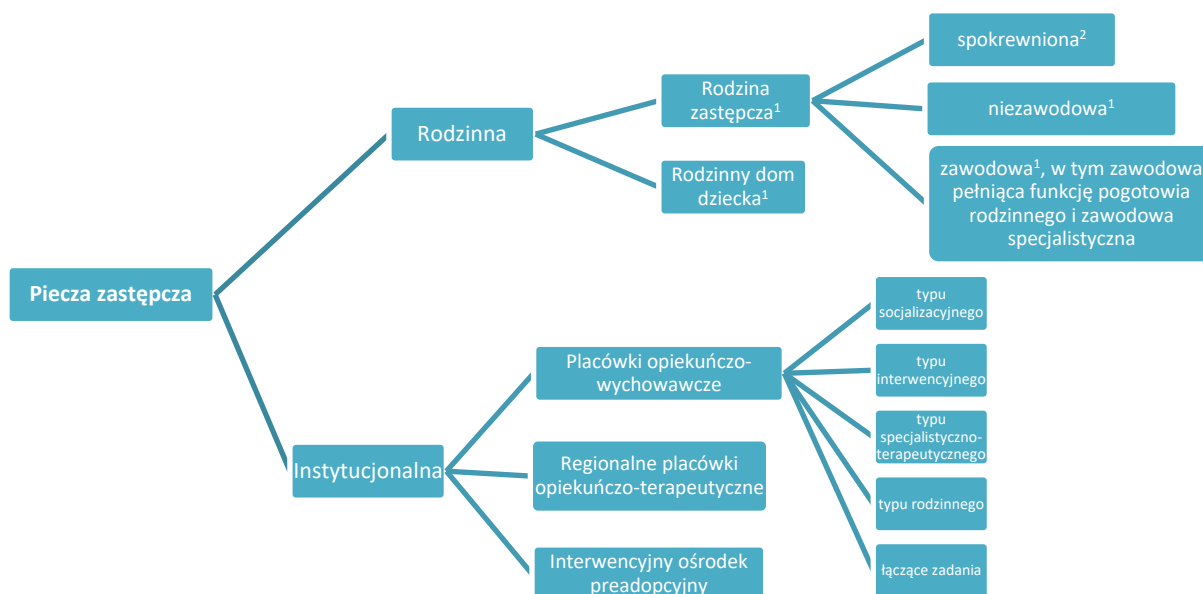 Piecza zastępcza
Rodzinna
Rodzina
zastępcza¹
spokrewniona²
niezawodowa¹
zawodowa¹, w tym zawodowa
pełniąca funkcję pogotowia
rodzinnego i zawodowa
specjalistyczna
Rodzinny dom
dziecka¹
Instytucjonalna
Placówki opiekuńczo-
wychowawcze
typu
socjalizacyjnego
typu
interwencyjnego
typu
specjalistyczno-
terapeutycznego
typu rodzinnego
łączące zadania
Regionalne placówki
opiekuńczo-terapeutyczne
Interwencyjny ośrodek
preadopcyjny